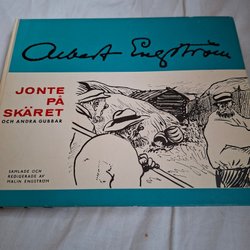 Albert Engström
JONTE
PÅ
SKÄRET
OCH ANDRA GUBBAR
SAMLADE OCH
REDIGERADE AV
MALIN ENGSTRÖM